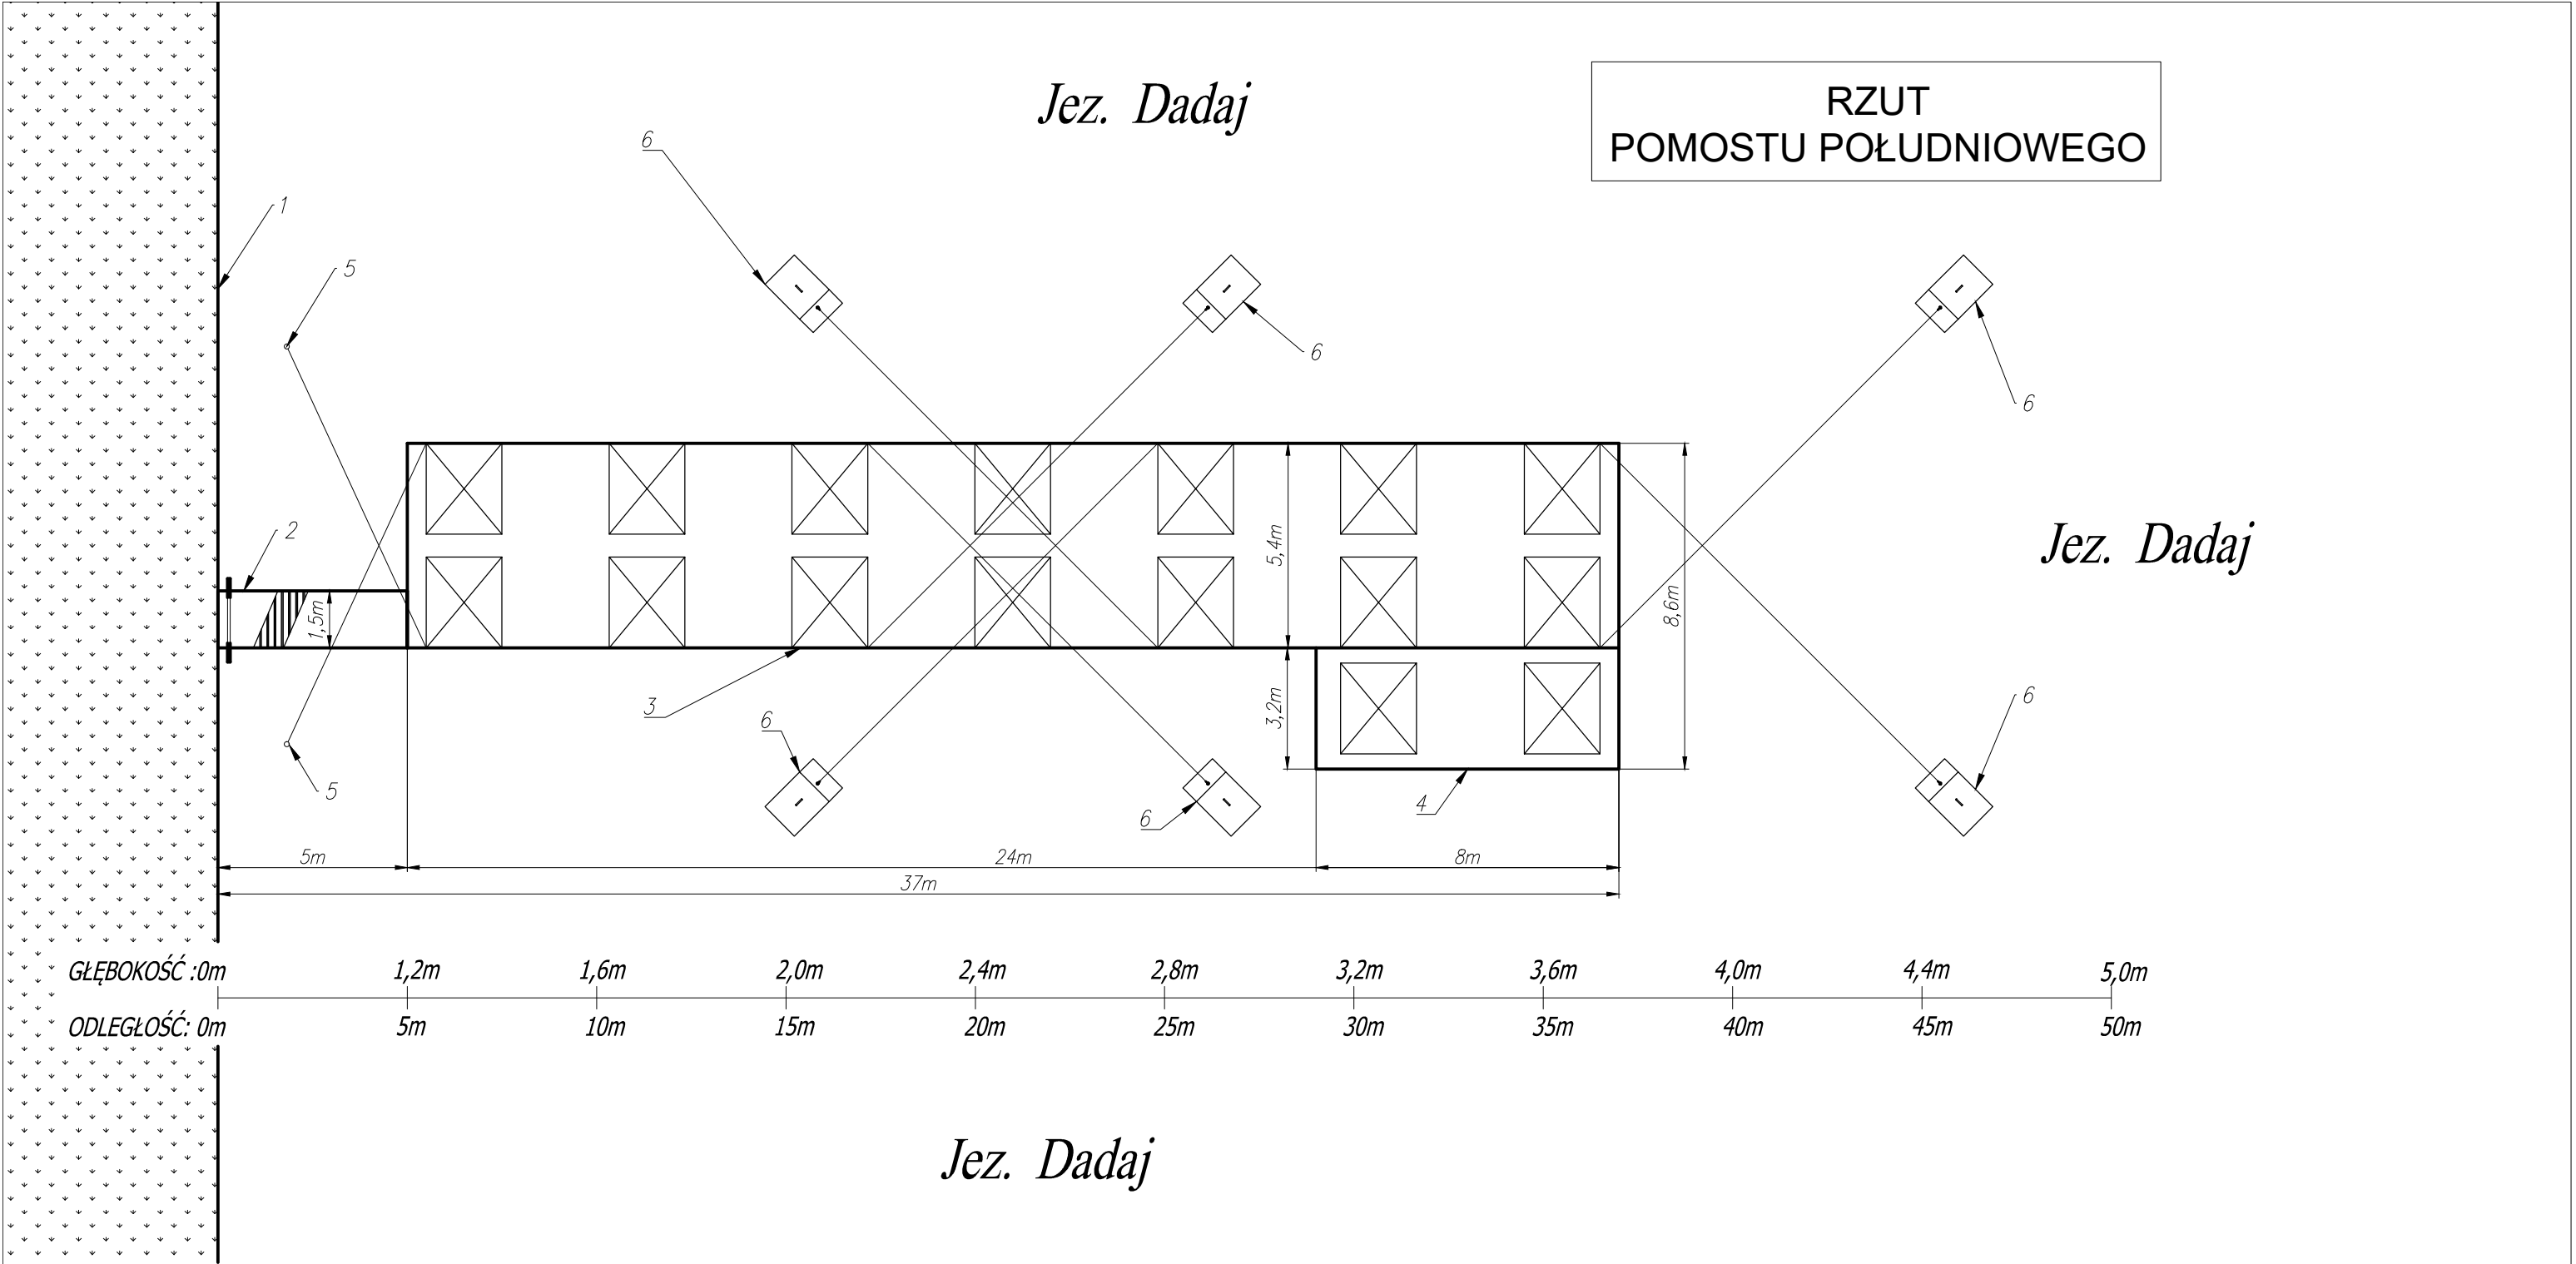 Jez. Dadaj
RZUT
POMOSTU POŁUDNIOWEGO
6
1
5
6
6
2
1,5m
5,4m
8,6m
Jez. Dadaj
3
3,2m
6
6
5
6
4
5m
24m
8m
37m
GŁĘBOKOŚĆ :0m 1,2m 1,6m 2,0m 2,4m 2,8m 3,2m 3,6m 4,0m 4,4m 5,0m
ODLEGŁOŚĆ: 0m 5m 10m 15m 20m 25m 30m 35m 40m 45m 50m
Jez. Dadaj